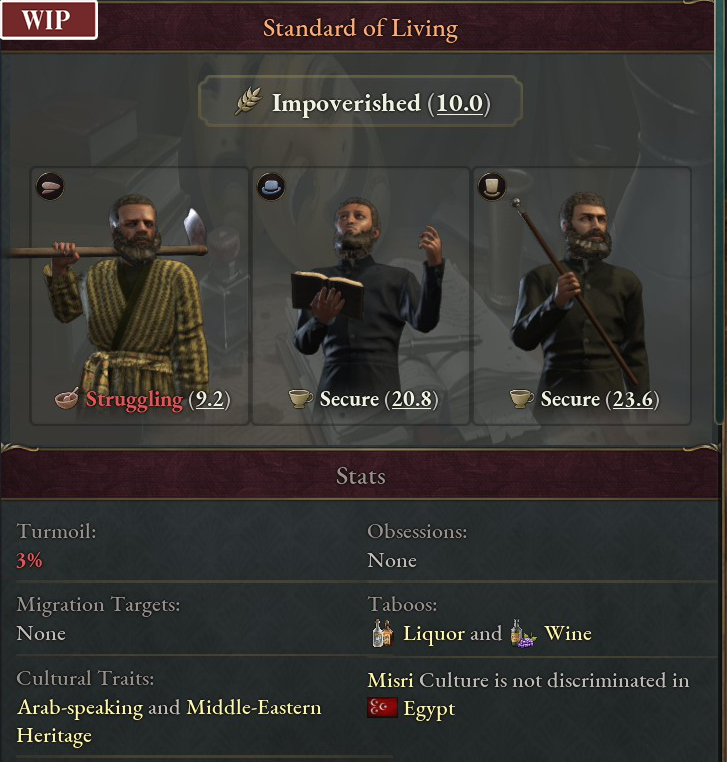 WIP
Standard of Living
Impoverished (10.0)
Struggling (9.2)
Secure (20.8)
Secure (23.6)
Stats
Turmoil:
3%
Obsessions:
None
Migration Targets:
None
Taboos:
Liquor and Wine
Cultural Traits:
Arab-speaking and Middle-Eastern
Heritage
Misri Culture is not discriminated in
Egypt